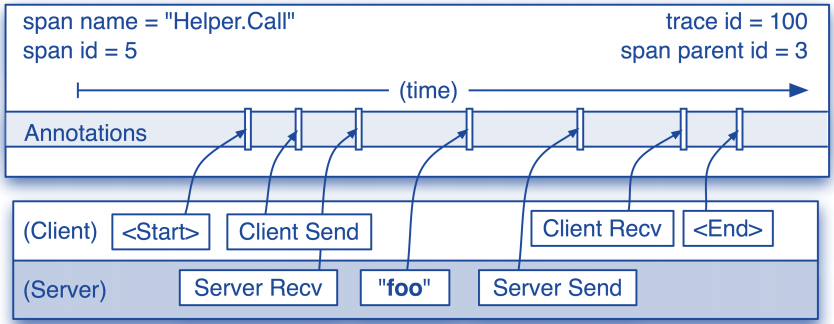 span name = "Helper.Call" trace id = 100
span id = 5 span parent id = 3
(time)
Annotations
(Client) <Start> Client Send Client Recv <End>
(Server) Server Recv "foo" Server Send